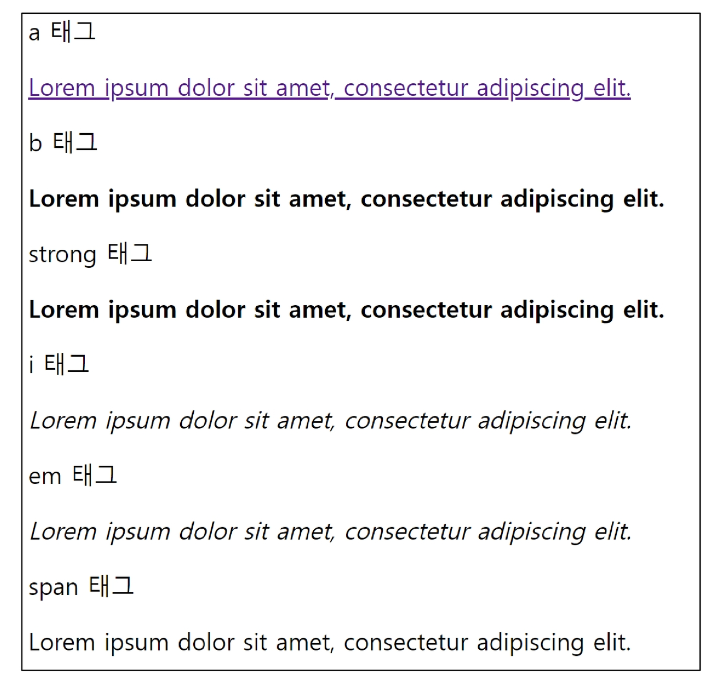 a 태그
Lorem ipsum dolor sit amet, consectetur adipiscing elit.
b 태그
Lorem ipsum dolor sit amet, consectetur adipiscing elit.
strong 태그
Lorem ipsum dolor sit amet, consectetur adipiscing elit.
i 태그
Lorem ipsum dolor sit amet, consectetur adipiscing elit.
em 태그
Lorem ipsum dolor sit amet, consectetur adipiscing elit.
span 태그
Lorem ipsum dolor sit amet, consectetur adipiscing elit.